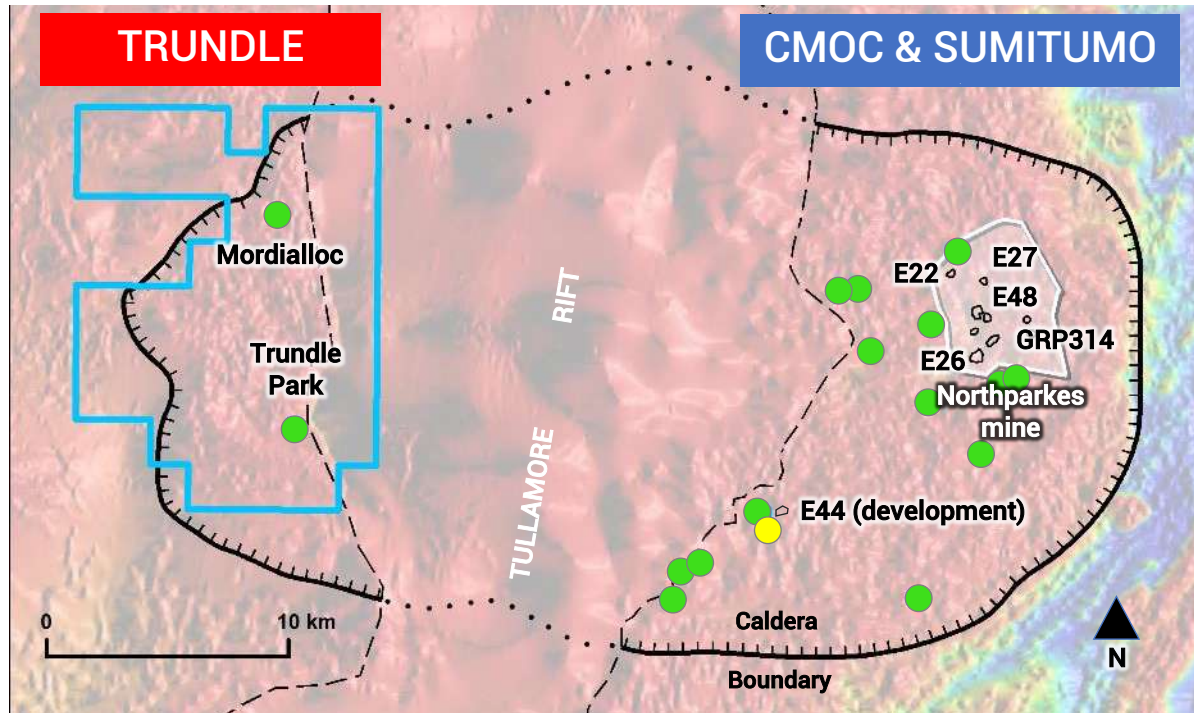 TRUNDLE
CMOC & SUMITUMO
Mordialloc
RIFT
E22
E27
E48
GRP314
E26
Trundle
Park
Northparkes
mine
TULLAMORE
E44 (development)
0
10 km
Caldera
Boundary
N